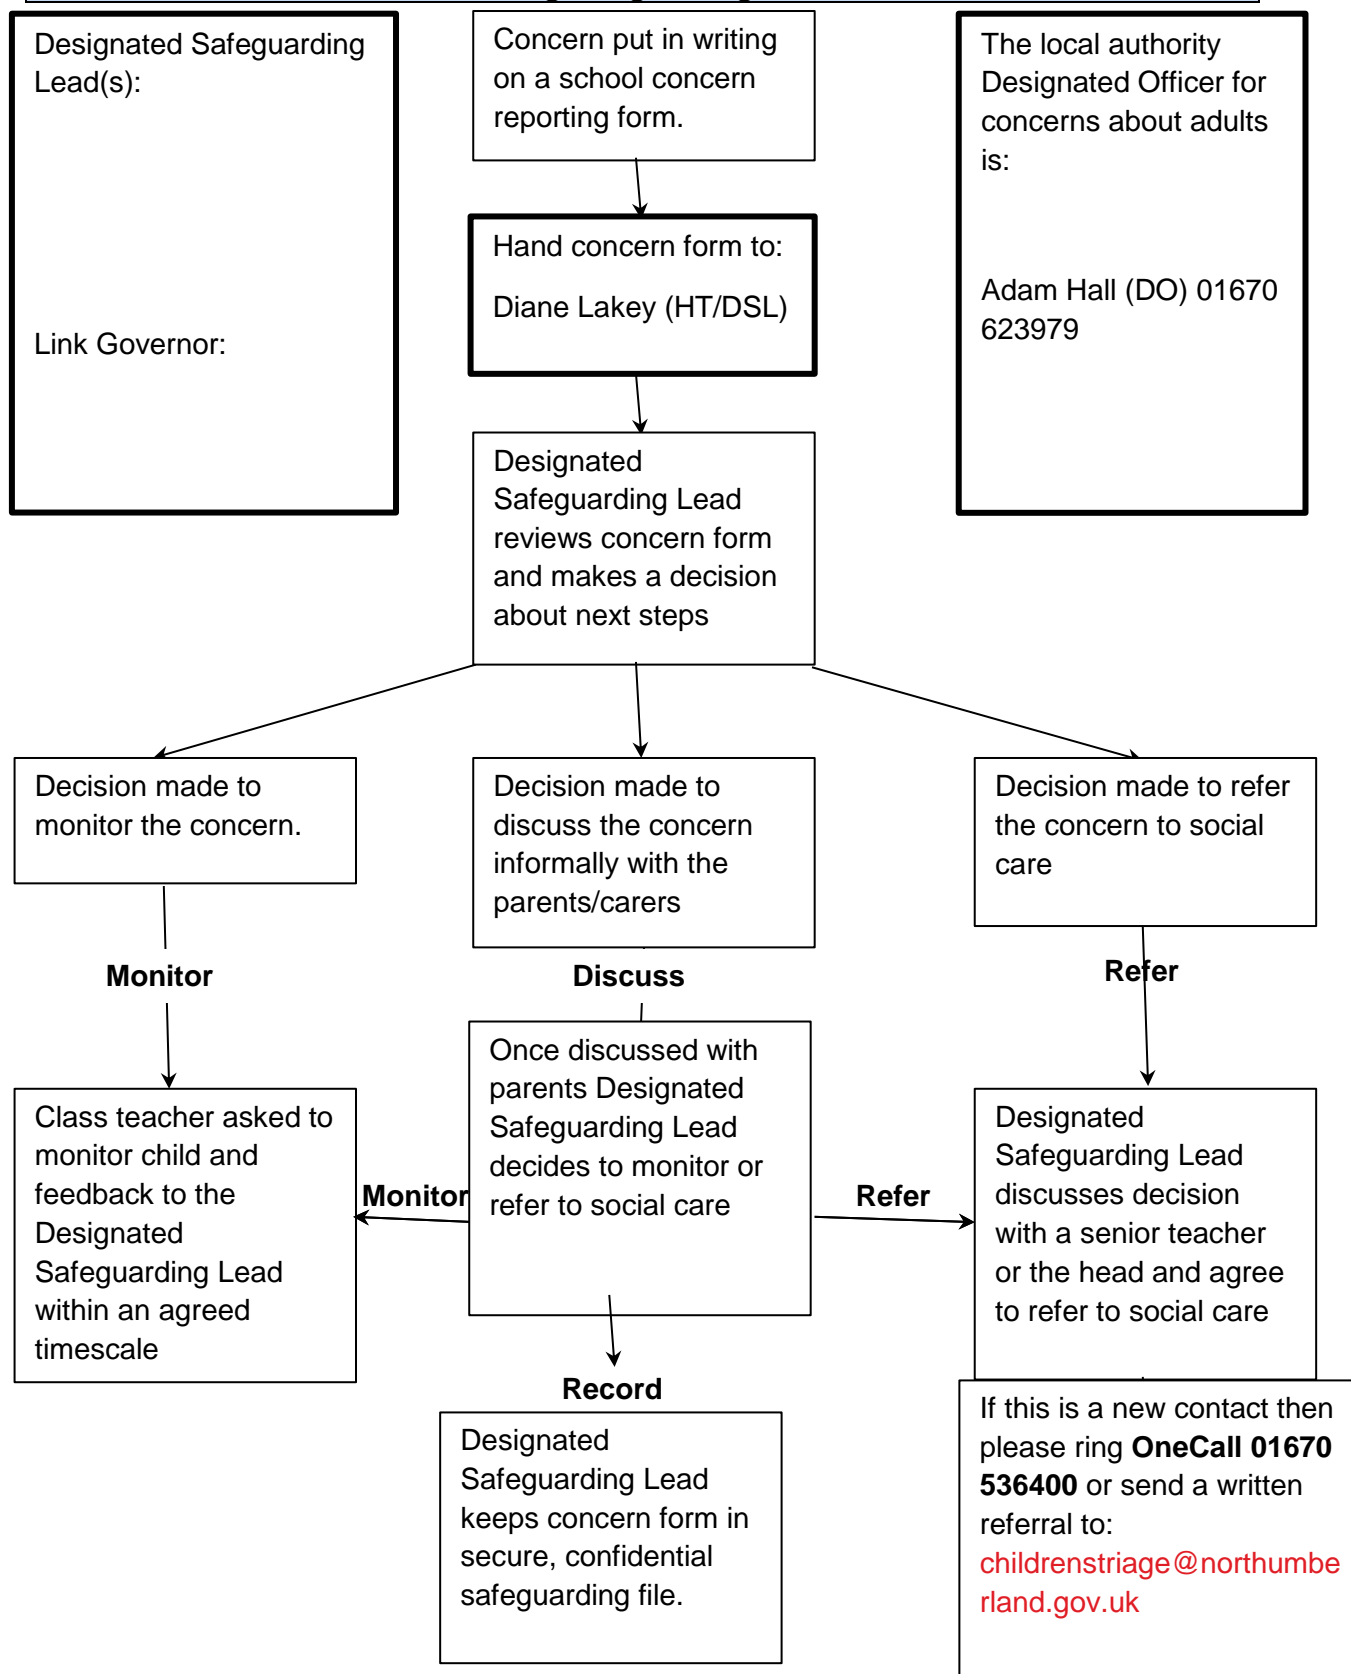 Designated Safeguarding
Lead(s):
Link Governor:
Concern put in writing
on a school concern
reporting form.
The local authority
Designated Officer for
concerns about adults
is:
Adam Hall (DO) 01670
623979
Hand concern form to:
Diane Lakey (HT/DSL)
Designated
Safeguarding Lead
reviews concern form
and makes a decision
about next steps
Decision made to
monitor the concern.
Decision made to
discuss the concern
informally with the
parents/carers
Decision made to refer
the concern to social
care
Monitor
Discuss
Refer
Class teacher asked to
monitor child and
feedback to the
Designated
Safeguarding Lead
within an agreed
timescale
Monitor
Once discussed with
parents Designated
Safeguarding Lead
decides to monitor or
refer to social care
Refer
Designated
Safeguarding Lead
discusses decision
with a senior teacher
or the head and agree
to refer to social care
Record
Designated
Safeguarding Lead
keeps concern form in
secure, confidential
safeguarding file.
If this is a new contact then
please ring OneCall 01670
536400 or send a written
referral to:
childrenstriage@northumbe
rland.gov.uk